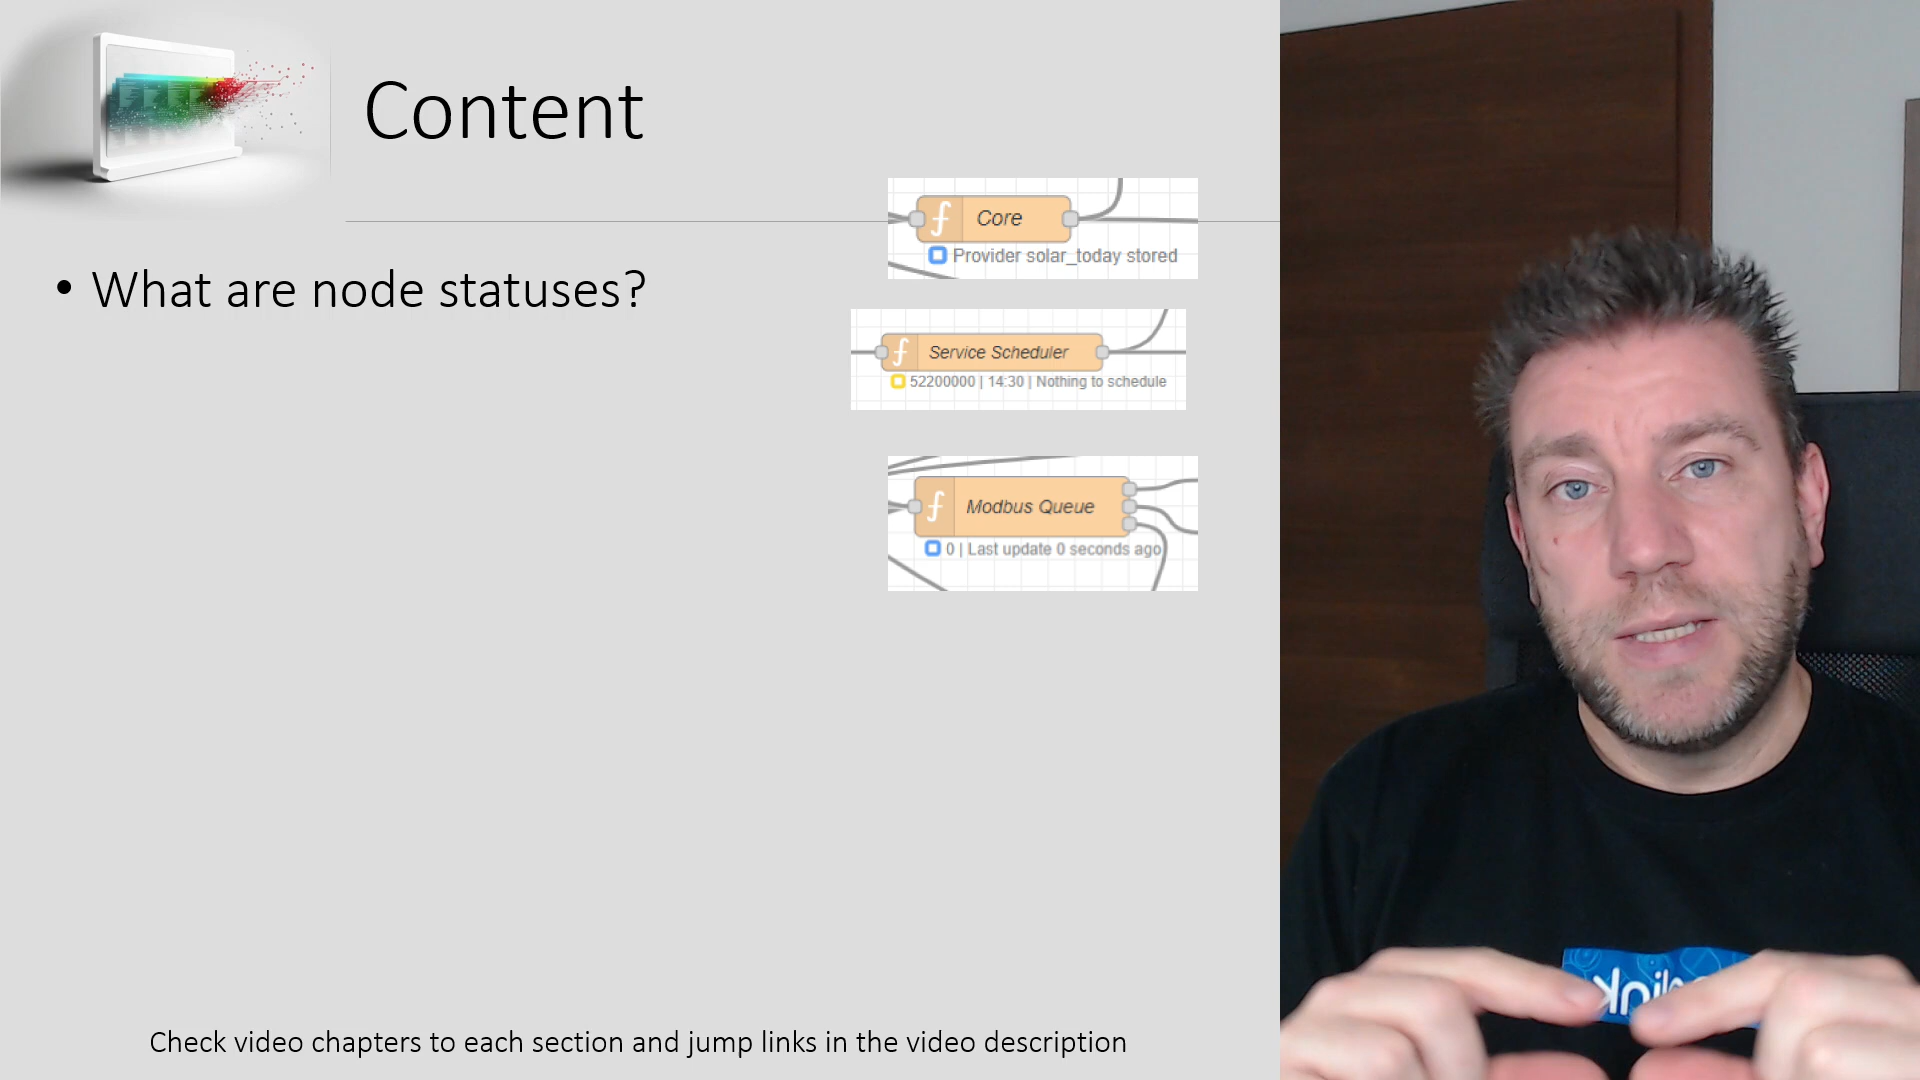 Content
Core
Provider solar_today stored
• What are node statuses?
Service Scheduler
52200000 | 14:30 | Nothing to schedule
Modbus Queue
0 | Last update 0 seconds ago
Check video chapters to each section and jump links in the video description